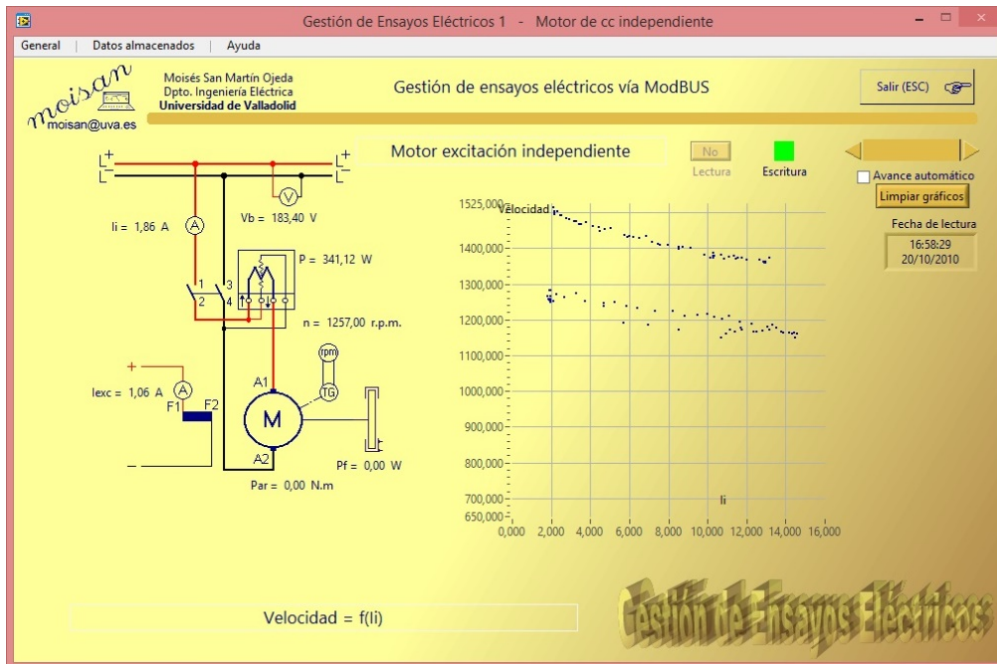 Gestión de Ensayos Eléctricos 1 - Motor de cc independiente
General | Datos almacenados | Ayuda
moisan
moisan@uva.es
Moisés San Martín Ojeda
Dpto. Ingeniería Eléctrica
Universidad de Valladolid
Gestión de ensayos eléctricos vía ModBUS
Salir (ESC)
Motor excitación independiente
No
Lectura
Escritura
Avance automático
Limpiar gráficos
Fecha de lectura
16:58:29
20/10/2010
L+
L-
L+
L-
V
Vb = 183,40 V
Ii = 1,86 A
A
P = 341,12 W
1 3
2 4
n = 1257,00 r.p.m.
rpm
TG
+
Iexc = 1,06 A
A
F1 F2
A1
M
A2
Pf = 0,00 W
Par = 0,00 N.m
Velocidad
1525,000
1400,000
1300,000
1200,000
1100,000
1000,000
900,000
800,000
700,000
650,000
Ii
0,000 2,000 4,000 6,000 8,000 10,000 12,000 14,000 16,000
Velocidad = f(Ii)
Gestión de Ensayos Eléctricos